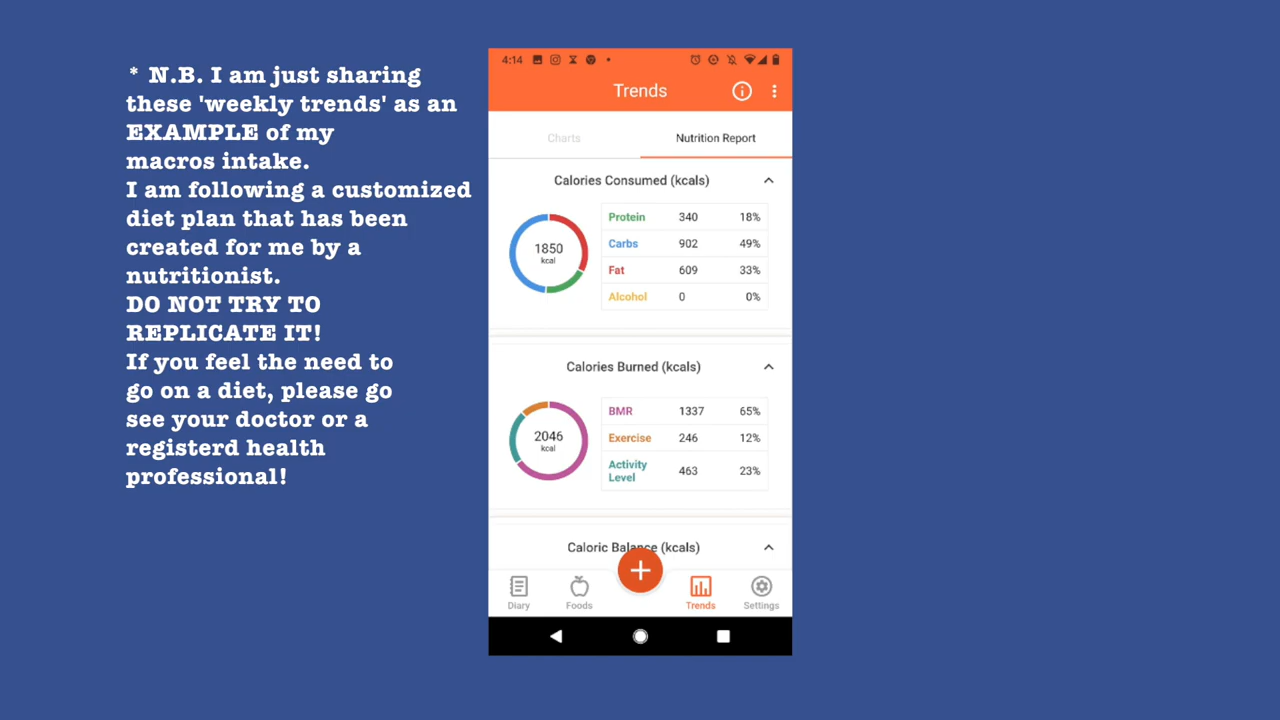 * N.B. I am just sharing
these 'weekly trends' as an
EXAMPLE of my
macros intake.
I am following a customized
diet plan that has been
created for me by a
nutritionist.
DO NOT TRY TO
REPLICATE IT!
If you feel the need to
go on a diet, please go
see your doctor or a
registerd health
professional!
4:14
Trends
Charts
Nutrition Report
Calories Consumed (kcals)
1850
kcal
Protein 340 18%
Carbs 902 49%
Fat 609 33%
Alcohol 0 0%
Calories Burned (kcals)
2046
kcal
BMR 1337 65%
Exercise 246 12%
Activity
Level 463 23%
Caloric Balance (kcals)
Diary
Foods
Trends
Settings